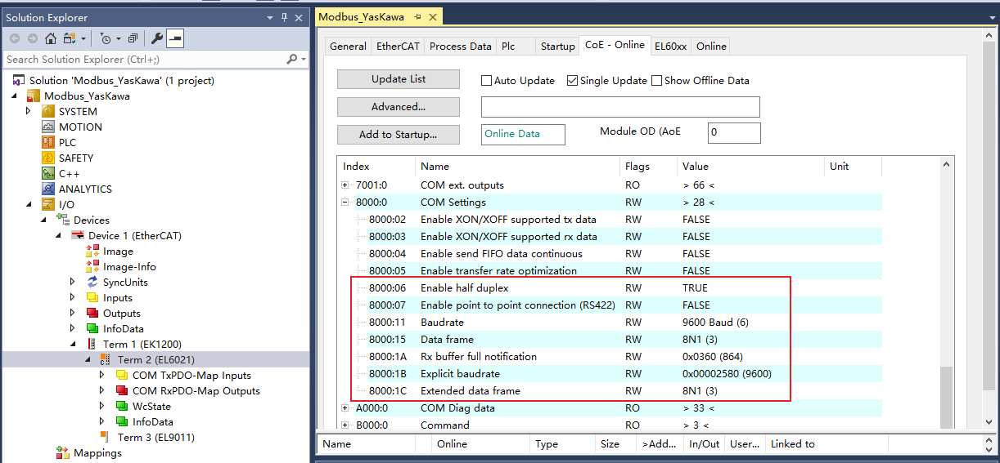 Solution Explorer
Search Solution Explorer (Ctrl+;)
Solution 'Modbus_YasKawa' (1 project)
Modbus_YasKawa
SYSTEM
MOTION
PLC
SAFETY
C++
ANALYTICS
I/O
Devices
Device 1 (EtherCAT)
Image
Image-Info
SyncUnits
Inputs
Outputs
InfoData
Term 1 (EK1200)
Term 2 (EL6021)
COM TxPDO-Map Inputs
COM RxPDO-Map Outputs
WcState
InfoData
Term 3 (EL9011)
Mappings
Modbus_YasKawa
General EtherCAT Process Data Plc Startup CoE - Online EL60xx Online
Update List Auto Update Single Update Show Offline Data
Advanced...
Add to Startup... Online Data Module OD (AoE 0
Index Name Flags Value Unit
7001:0 COM ext. outputs RO > 66 <
8000:0 COM Settings RW > 28 <
8000:02 Enable XON/XOFF supported tx data RW FALSE
8000:03 Enable XON/XOFF supported rx data RW FALSE
8000:04 Enable send FIFO data continuous RW FALSE
8000:05 Enable transfer rate optimization RW FALSE
8000:06 Enable half duplex RW TRUE
8000:07 Enable point to point connection (RS422) RW FALSE
8000:11 Baudrate RW 9600 Baud (6)
8000:15 Data frame RW 8N1 (3)
8000:1A Rx buffer full notification RW 0x0360 (864)
8000:1B Explicit baudrate RW 0x00002580 (9600)
8000:1C Extended data frame RW 8N1 (3)
A000:0 COM Diag data RO > 33 <
B000:0 Command RO > 3 <
Name Online Type Size >Add... In/Out User... Linked to